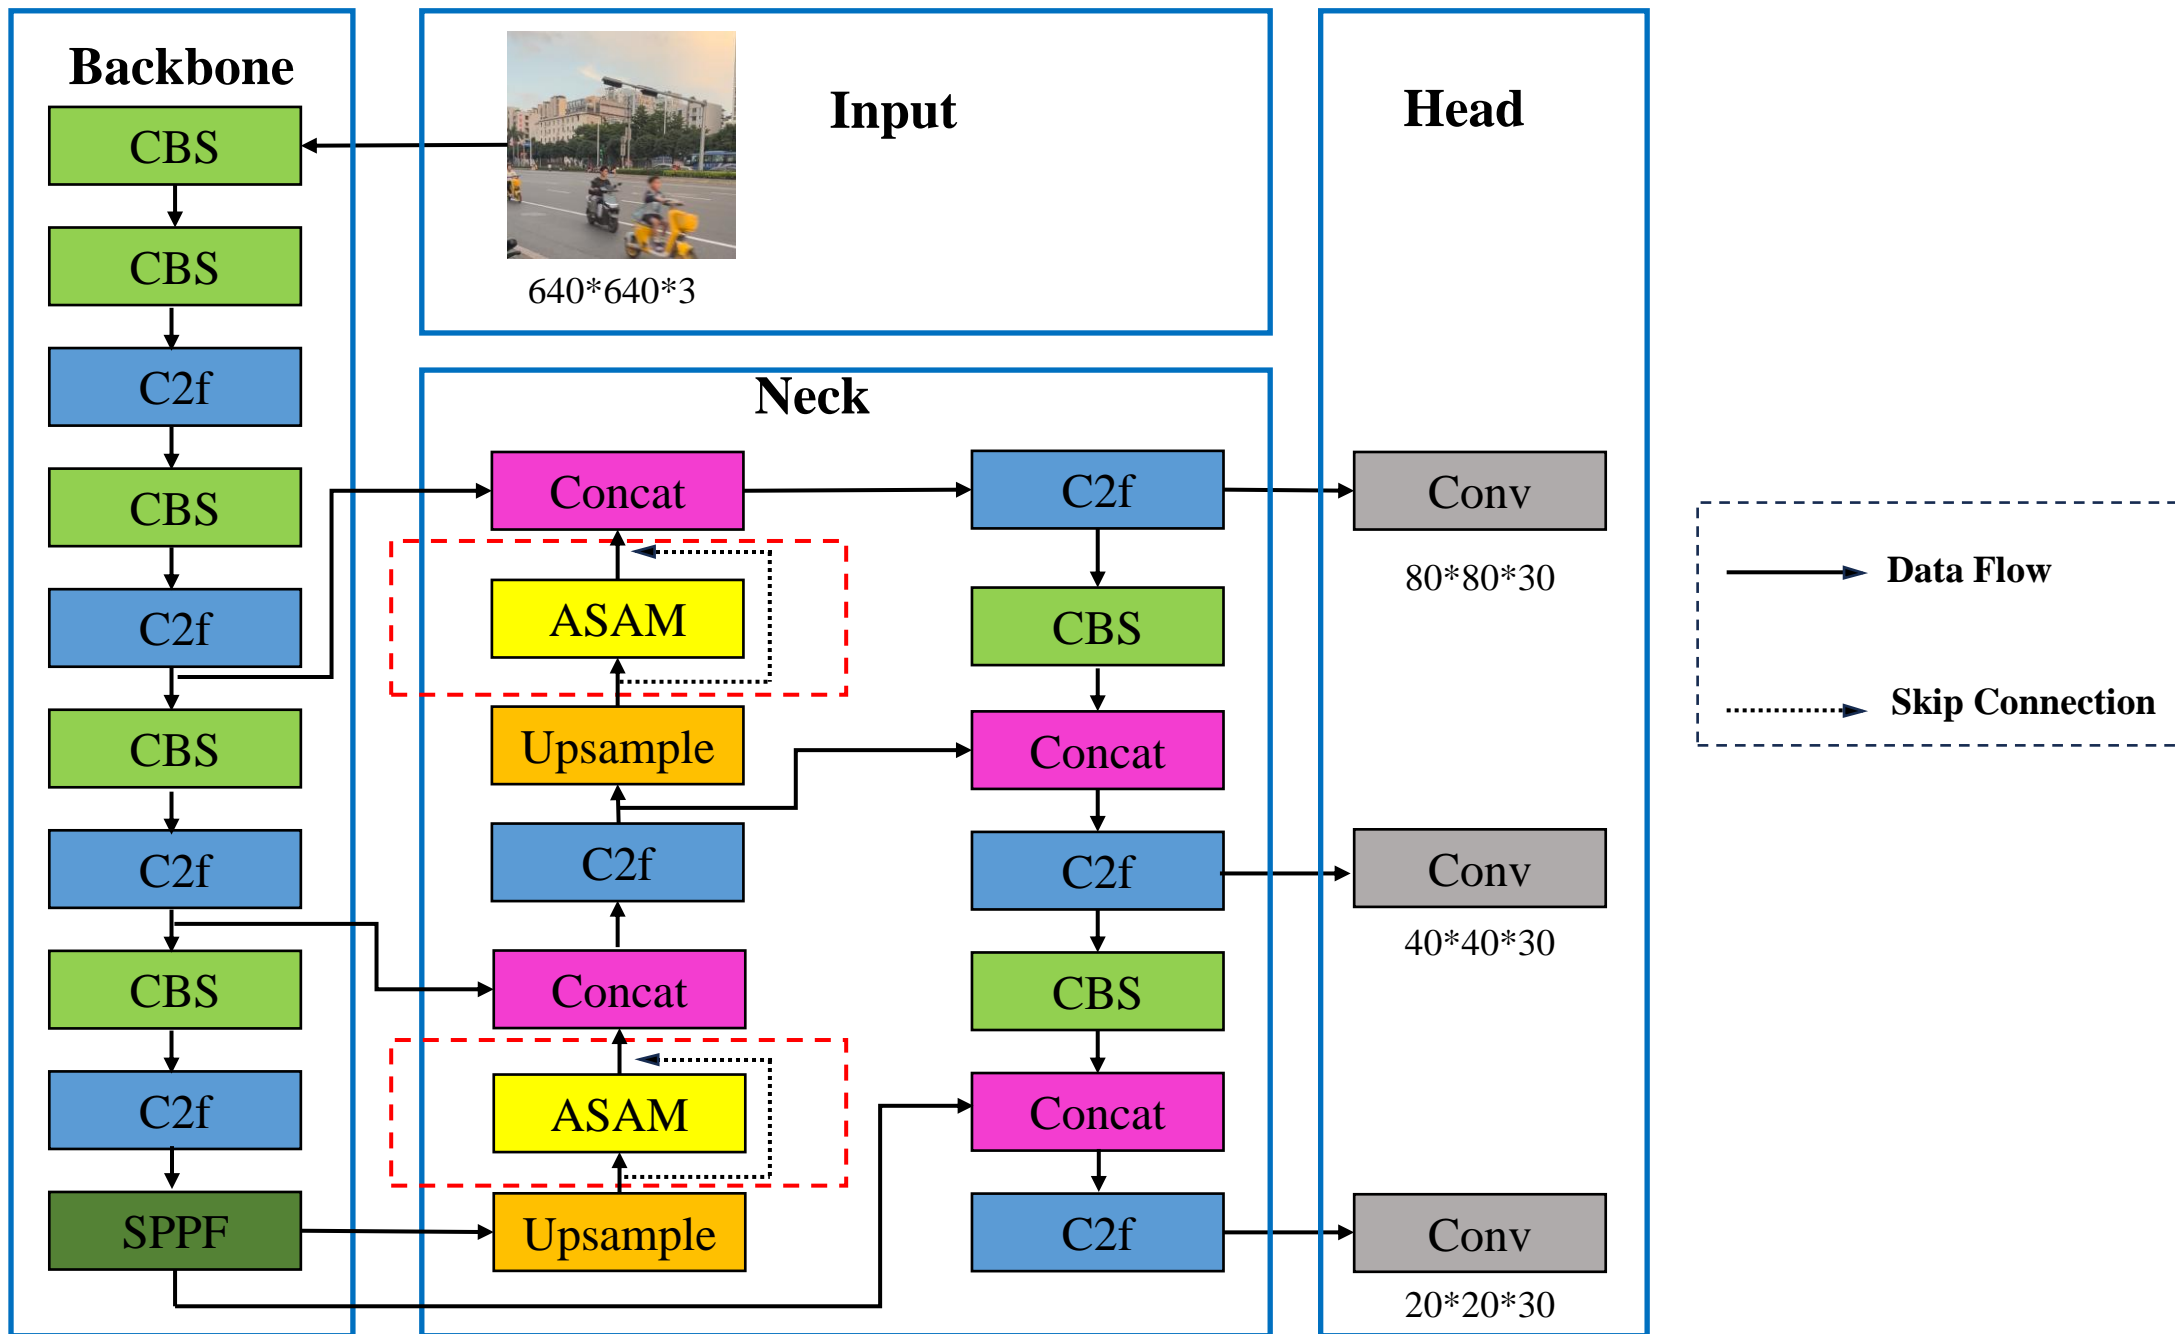 Backbone
CBS
CBS
C2f
CBS
C2f
CBS
C2f
CBS
C2f
SPPF
Input
640*640*3
Neck
Concat
ASAM
Upsample
C2f
Concat
ASAM
Upsample
C2f
CBS
Concat
C2f
CBS
Concat
C2f
Head
Conv
80*80*30
Conv
40*40*30
Conv
20*20*30
Data Flow
Skip Connection